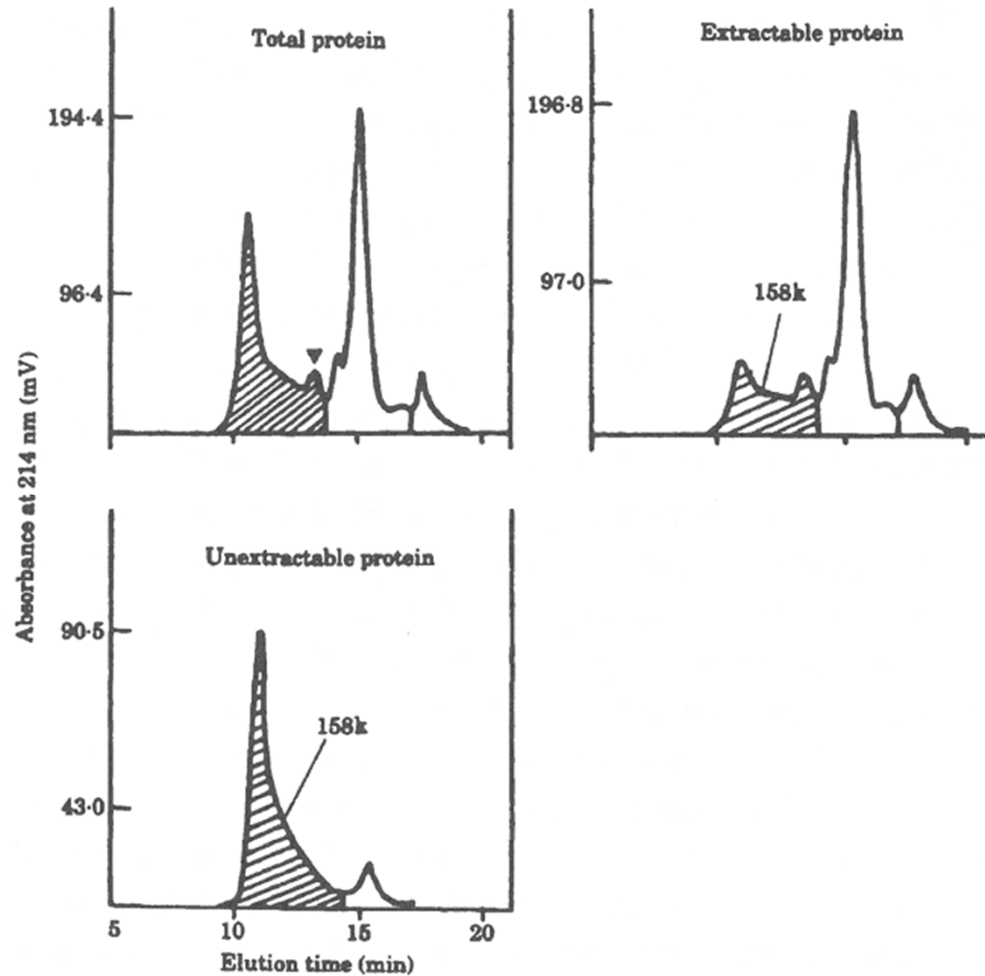 Total protein
Extractable protein
194·4
196·8
96·4
97·0
158k
Absorbance at 214 nm (mV)
Unextractable protein
90·5
158k
43·0
5
10
15
20
Elution time (min)